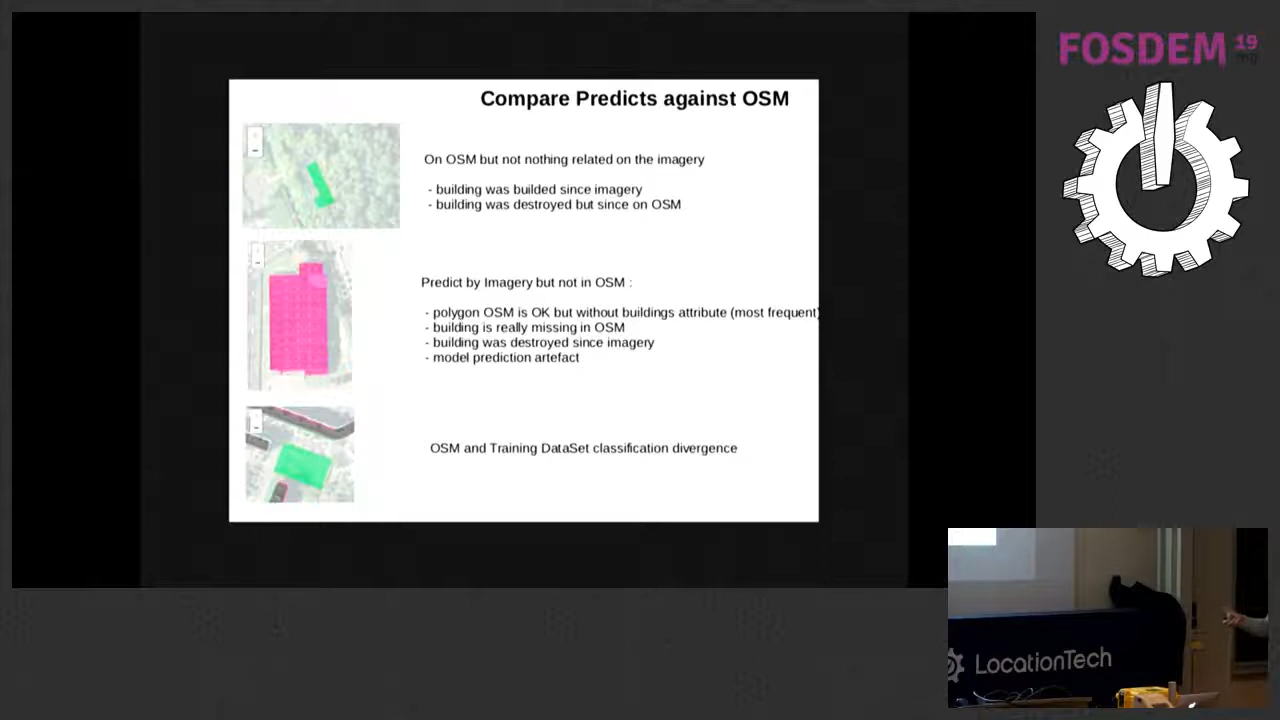 FOSDEM 19
.org
Compare Predicts against OSM
On OSM but not nothing related on the imagery
- building was builded since imagery
- building was destroyed but since on OSM
Predict by Imagery but not in OSM :
- polygon OSM is OK but without buildings attribute (most frequent)
- building is really missing in OSM
- building was destroyed since imagery
- model prediction artefact
OSM and Training DataSet classification divergence
LocationTech